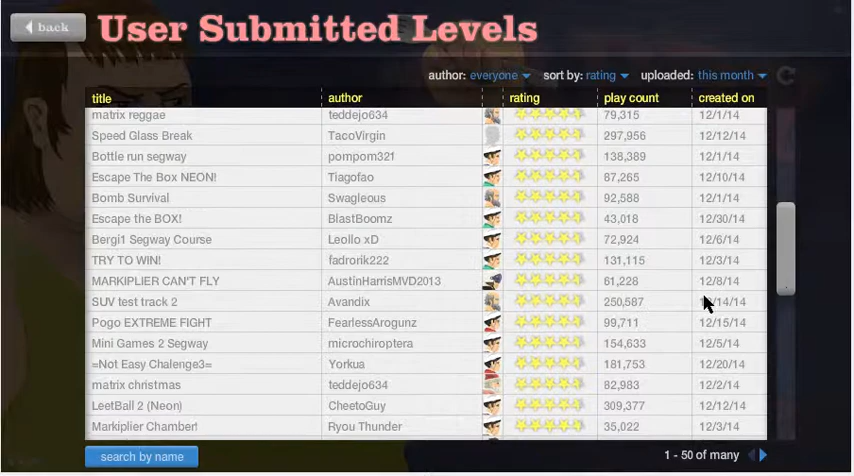 back User Submitted Levels
author: everyone sort by: rating uploaded: this month
title author rating play count created on
matrix reggae teddejo634 79,315 12/1/14
Speed Glass Break TacoVirgin 297,956 12/12/14
Bottle run segway pompom321 138,389 12/1/14
Escape The Box NEON! Tiagofao 87,265 12/10/14
Bomb Survival Swagleous 92,588 12/1/14
Escape the BOX! BlastBoomz 43,018 12/30/14
Bergi1 Segway Course Leollo xD 72,924 12/6/14
TRY TO WIN! fadrorik222 131,115 12/3/14
MARKIPLIER CAN'T FLY AustinHarrisMVD2013 61,228 12/8/14
SUV test track 2 Avandix 250,587 12/14/14
Pogo EXTREME FIGHT FearlessArogunz 99,711 12/15/14
Mini Games 2 Segway microchiroptera 154,633 12/5/14
=Not Easy Chalenge3= Yorkua 181,753 12/20/14
matrix christmas teddejo634 82,983 12/2/14
LeetBall 2 (Neon) CheetoGuy 309,377 12/12/14
Markiplier Chamber! Ryou Thunder 35,022 12/3/14
search by name 1 - 50 of many